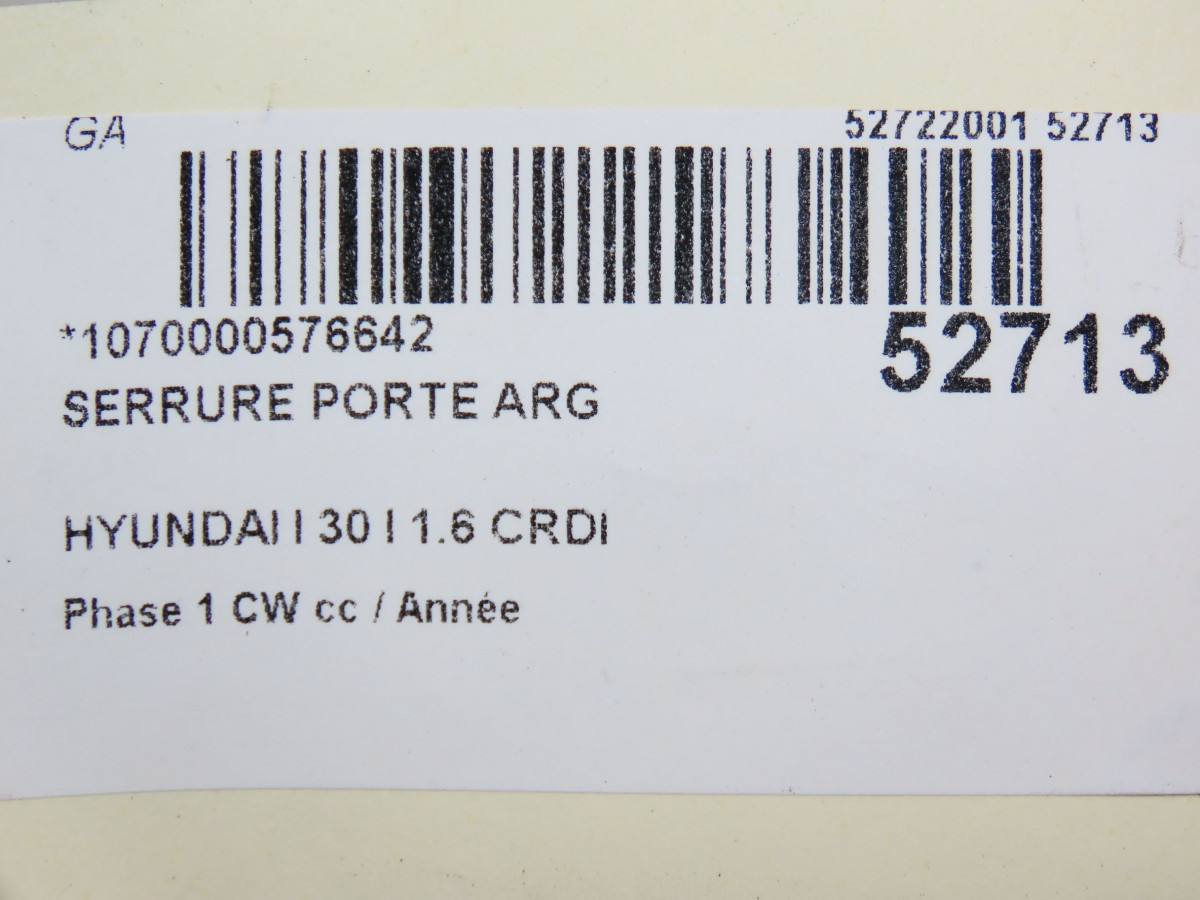 GA 52722001 52713
*1070000576642 52713
SERRURE PORTE ARG
HYUNDAI I 30 I 1.6 CRDI
Phase 1 CW cc / Année